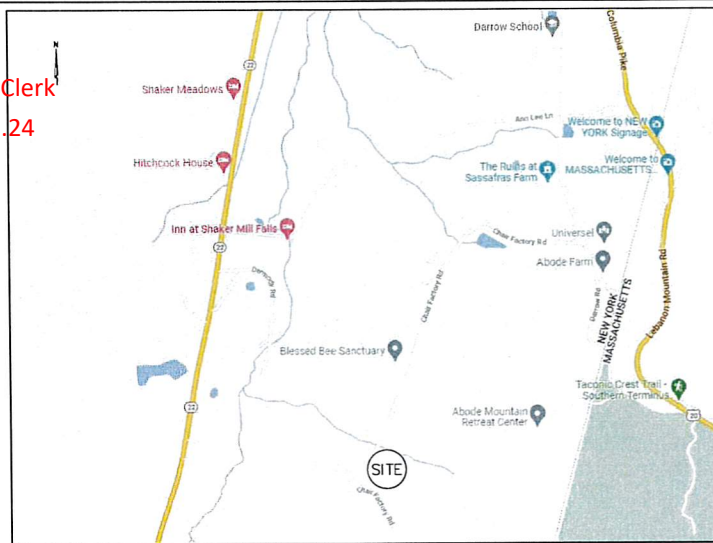 N
Clerk
.24
Darrow School
Columbia Pike
22
Shaker Meadows
Ann Lee Ln
Welcome to NEW
YORK Signage
Hitchcock House
The Ruins at
Sassafras Farm
Welcome to
MASSACHUSETTS...
Inn at Shaker Mill Falls
Universel
Chair Factory Rd
22
Abode Farm
Darrow Rd
NEW YORK
MASSACHUSETTS
Lebanon Mountain Rd
Chair Factory Rd
Blessed Bee Sanctuary
Taconic Crest Trail -
Southern Terminus
22
Abode Mountain
Retreat Center
20
SITE
Chair Factory Rd